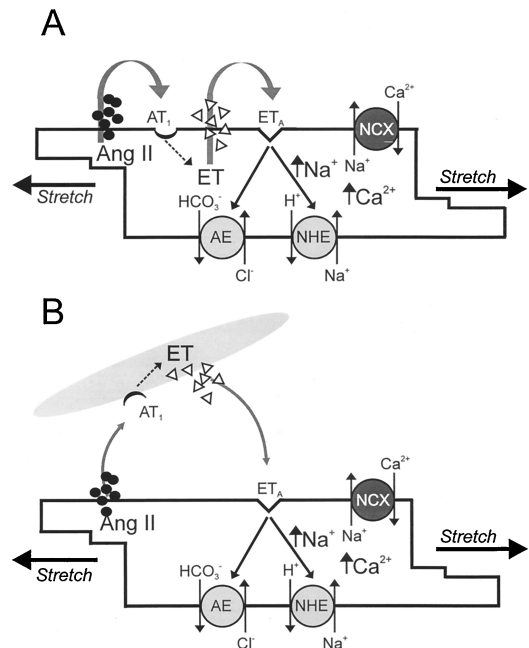 A
Ca²⁺
AT₁
ETA
NCX
Ang II
Na⁺
Na⁺
ET
Ca²⁺
Stretch
Stretch
HCO₃⁻
H⁺
AE
NHE
Cl⁻
Na⁺
B
ET
AT₁
Ca²⁺
ETA
NCX
Ang II
Na⁺
Na⁺
Stretch
Ca²⁺
Stretch
HCO₃⁻
H⁺
AE
NHE
Cl⁻
Na⁺